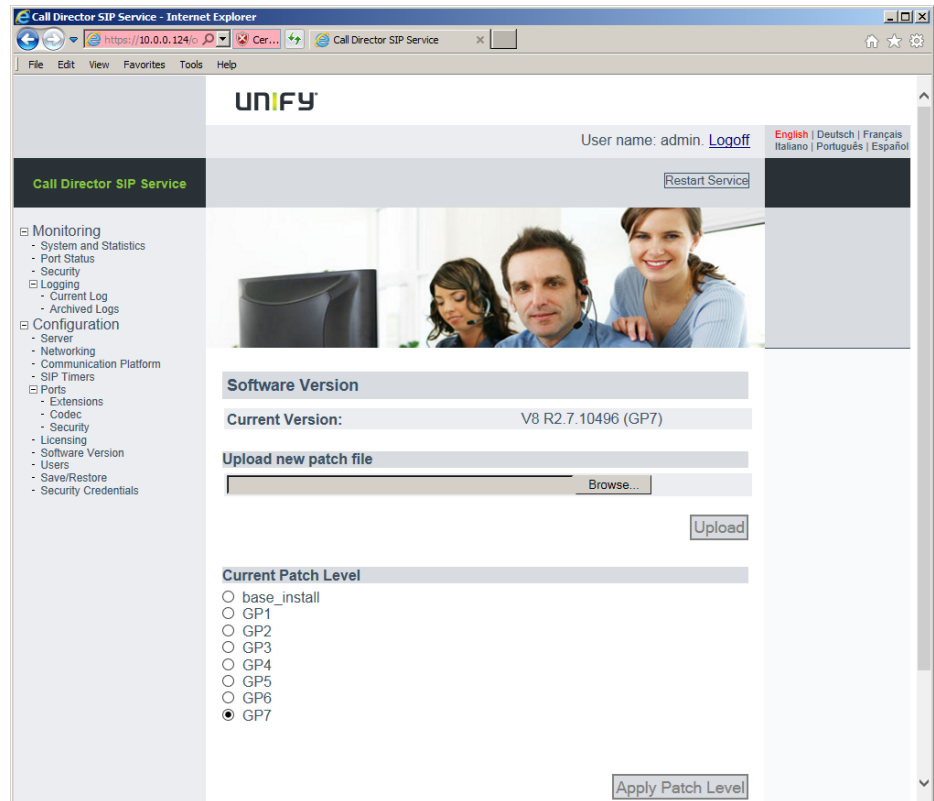 Call Director SIP Service - Internet Explorer
https://10.0.0.124/o
Cer...
Call Director SIP Service
File Edit View Favorites Tools Help
UNIFY
User name: admin. Logoff
English | Deutsch | Français
Italiano | Português | Español
Call Director SIP Service
Restart Service
Monitoring
- System and Statistics
- Port Status
- Security
Logging
- Current Log
- Archived Logs
Configuration
- Server
- Networking
- Communication Platform
- SIP Timers
Ports
- Extensions
- Codec
- Security
- Licensing
- Software Version
- Users
- Save/Restore
- Security Credentials
Software Version
Current Version: V8 R2.7.10496 (GP7)
Upload new patch file
Browse...
Upload
Current Patch Level
base_install
GP1
GP2
GP3
GP4
GP5
GP6
GP7
Apply Patch Level